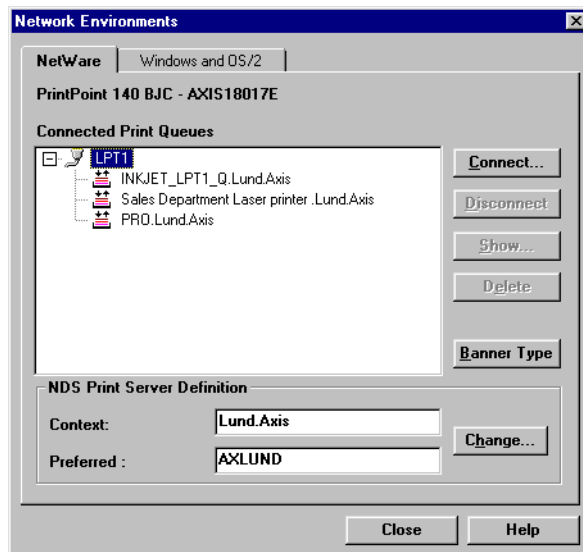 Network Environments
NetWare
Windows and OS/2
PrintPoint 140 BJC - AXIS18017E
Connected Print Queues
LPT1
INKJET_LPT1_Q.Lund.Axis
Sales Department Laser printer .Lund.Axis
PRO.Lund.Axis
Connect...
Disconnect
Show...
Delete
Banner Type
NDS Print Server Definition
Context: Lund.Axis
Preferred : AXLUND
Change...
Close Help